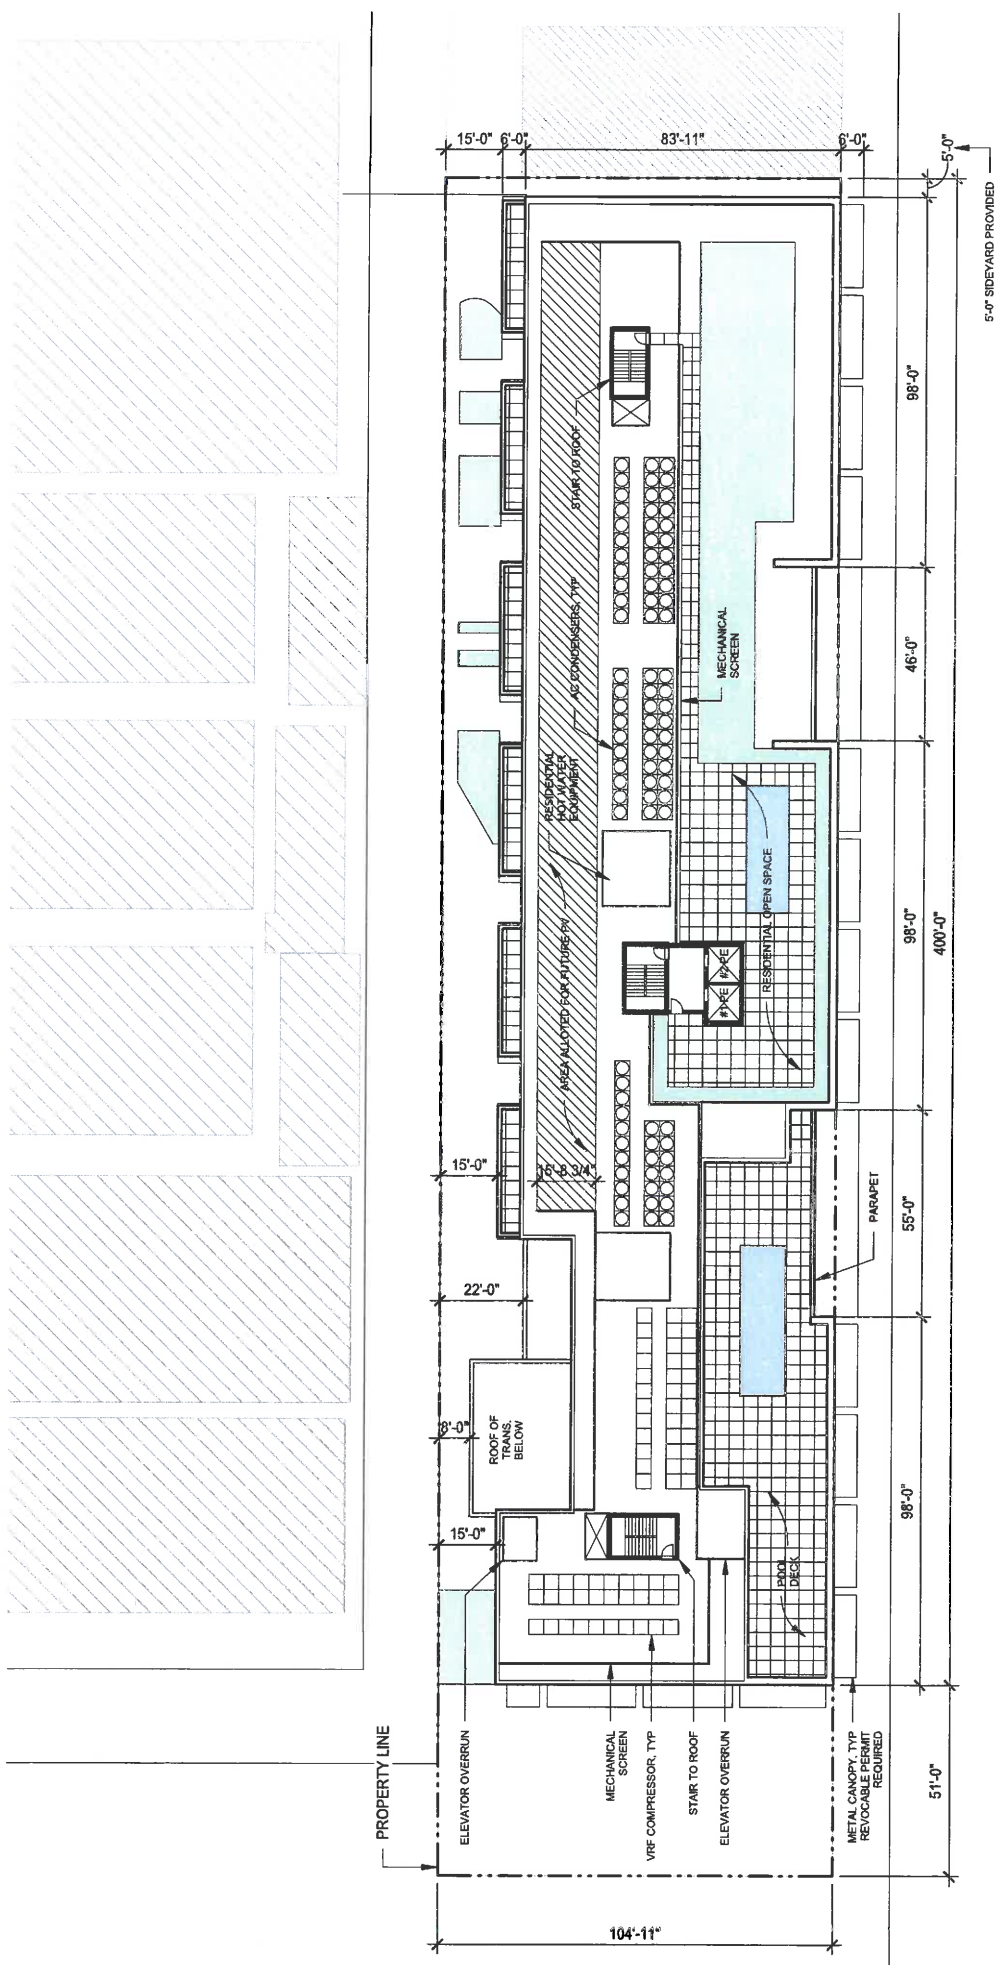 15'-0"
6'-0"
83'-11"
6'-0"
5'-0"
5'-0" SIDEYARD PROVIDED
98'-0"
STAIR TO ROOF
AC CONDENSERS, TYP
MECHANICAL
SCREEN
46'-0"
RESIDENTIAL
HOT WATER
EQUIPMENT
AREA ALLOTED FOR FUTURE PV
RESIDENTIAL OPEN SPACE
#2-PE
#1-PE
98'-0"
400'-0"
15'-0"
15'-8 3/4"
PARAPET
55'-0"
22'-0"
8'-0"
ROOF OF
TRANS.
BELOW
15'-0"
98'-0"
POOL
DECK
PROPERTY LINE
ELEVATOR OVERRUN
MECHANICAL
SCREEN
VRF COMPRESSOR, TYP
STAIR TO ROOF
ELEVATOR OVERRUN
METAL CANOPY, TYP
REVOCABLE PERMIT
REQUIRED
51'-0"
104'-11"